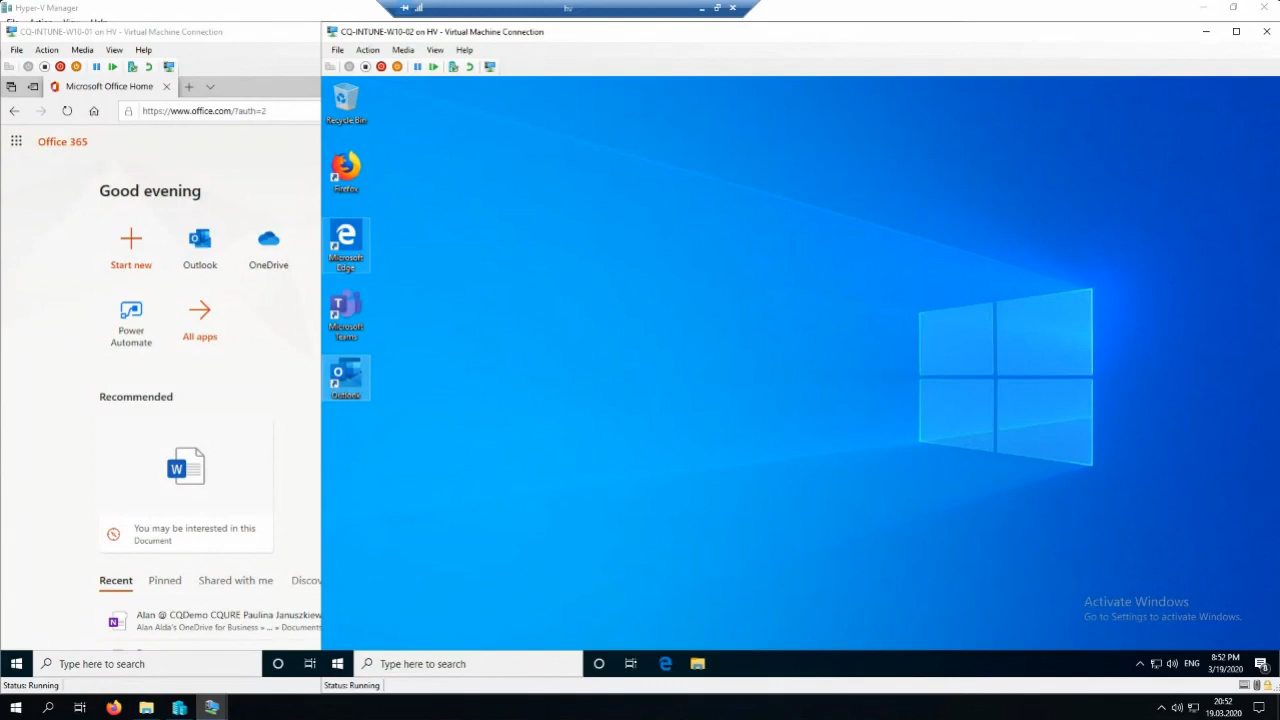 Hyper-V Manager
hv
CQ-INTUNE-W10-01 on HV - Virtual Machine Connection
File Action Media View Help
Microsoft Office Home
https://www.office.com/?auth=2
Office 365
Good evening
Start new
Outlook
OneDrive
Power
Automate
All apps
Recommended
You may be interested in this
Document
Recent Pinned Shared with me Discov
Alan @ CQDemo CQURE Paulina Januszkiew
Alan Alda's OneDrive for Business » ... » Documents
Type here to search
Status: Running
CQ-INTUNE-W10-02 on HV - Virtual Machine Connection
File Action Media View Help
Recycle Bin
Firefox
Microsoft
Edge
Microsoft
Teams
Outlook
Activate Windows
Go to Settings to activate Windows.
Type here to search
ENG
8:52 PM
3/19/2020
Status: Running
20:52
19.03.2020